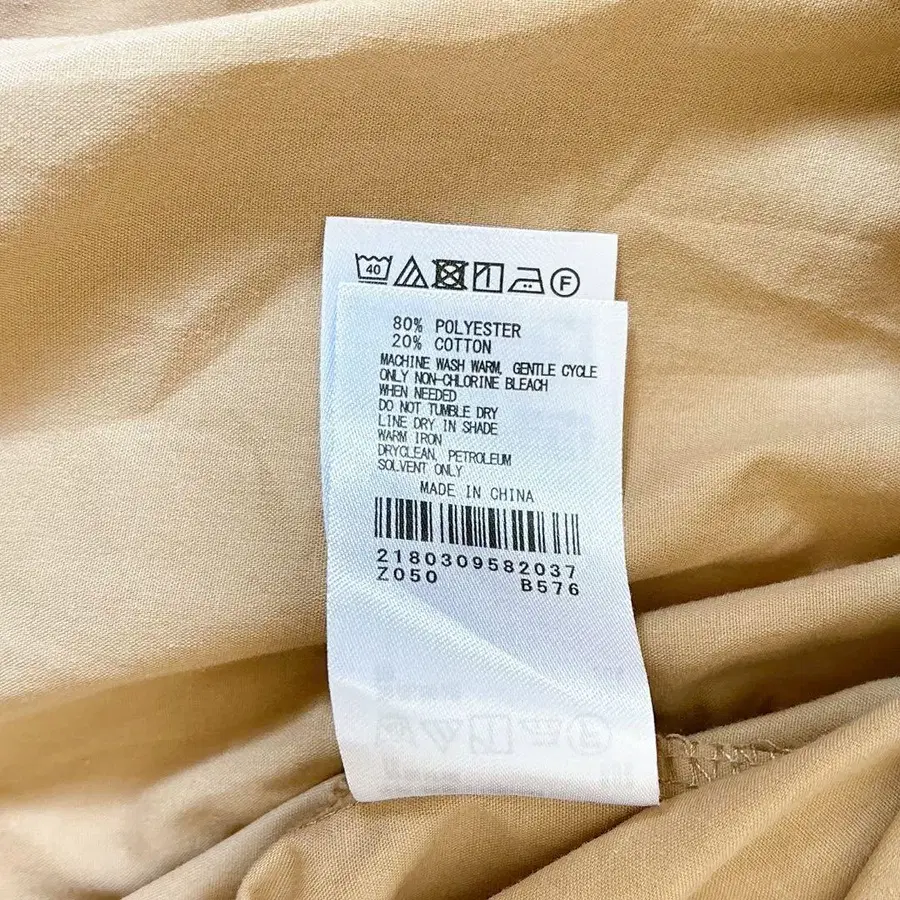 40 F
80% POLYESTER
20% COTTON
MACHINE WASH WARM, GENTLE CYCLE
ONLY NON-CHLORINE BLEACH
WHEN NEEDED
DO NOT TUMBLE DRY
LINE DRY IN SHADE
WARM IRON
DRYCLEAN, PETROLEUM
SOLVENT ONLY
MADE IN CHINA
2180309582037
Z050 B576